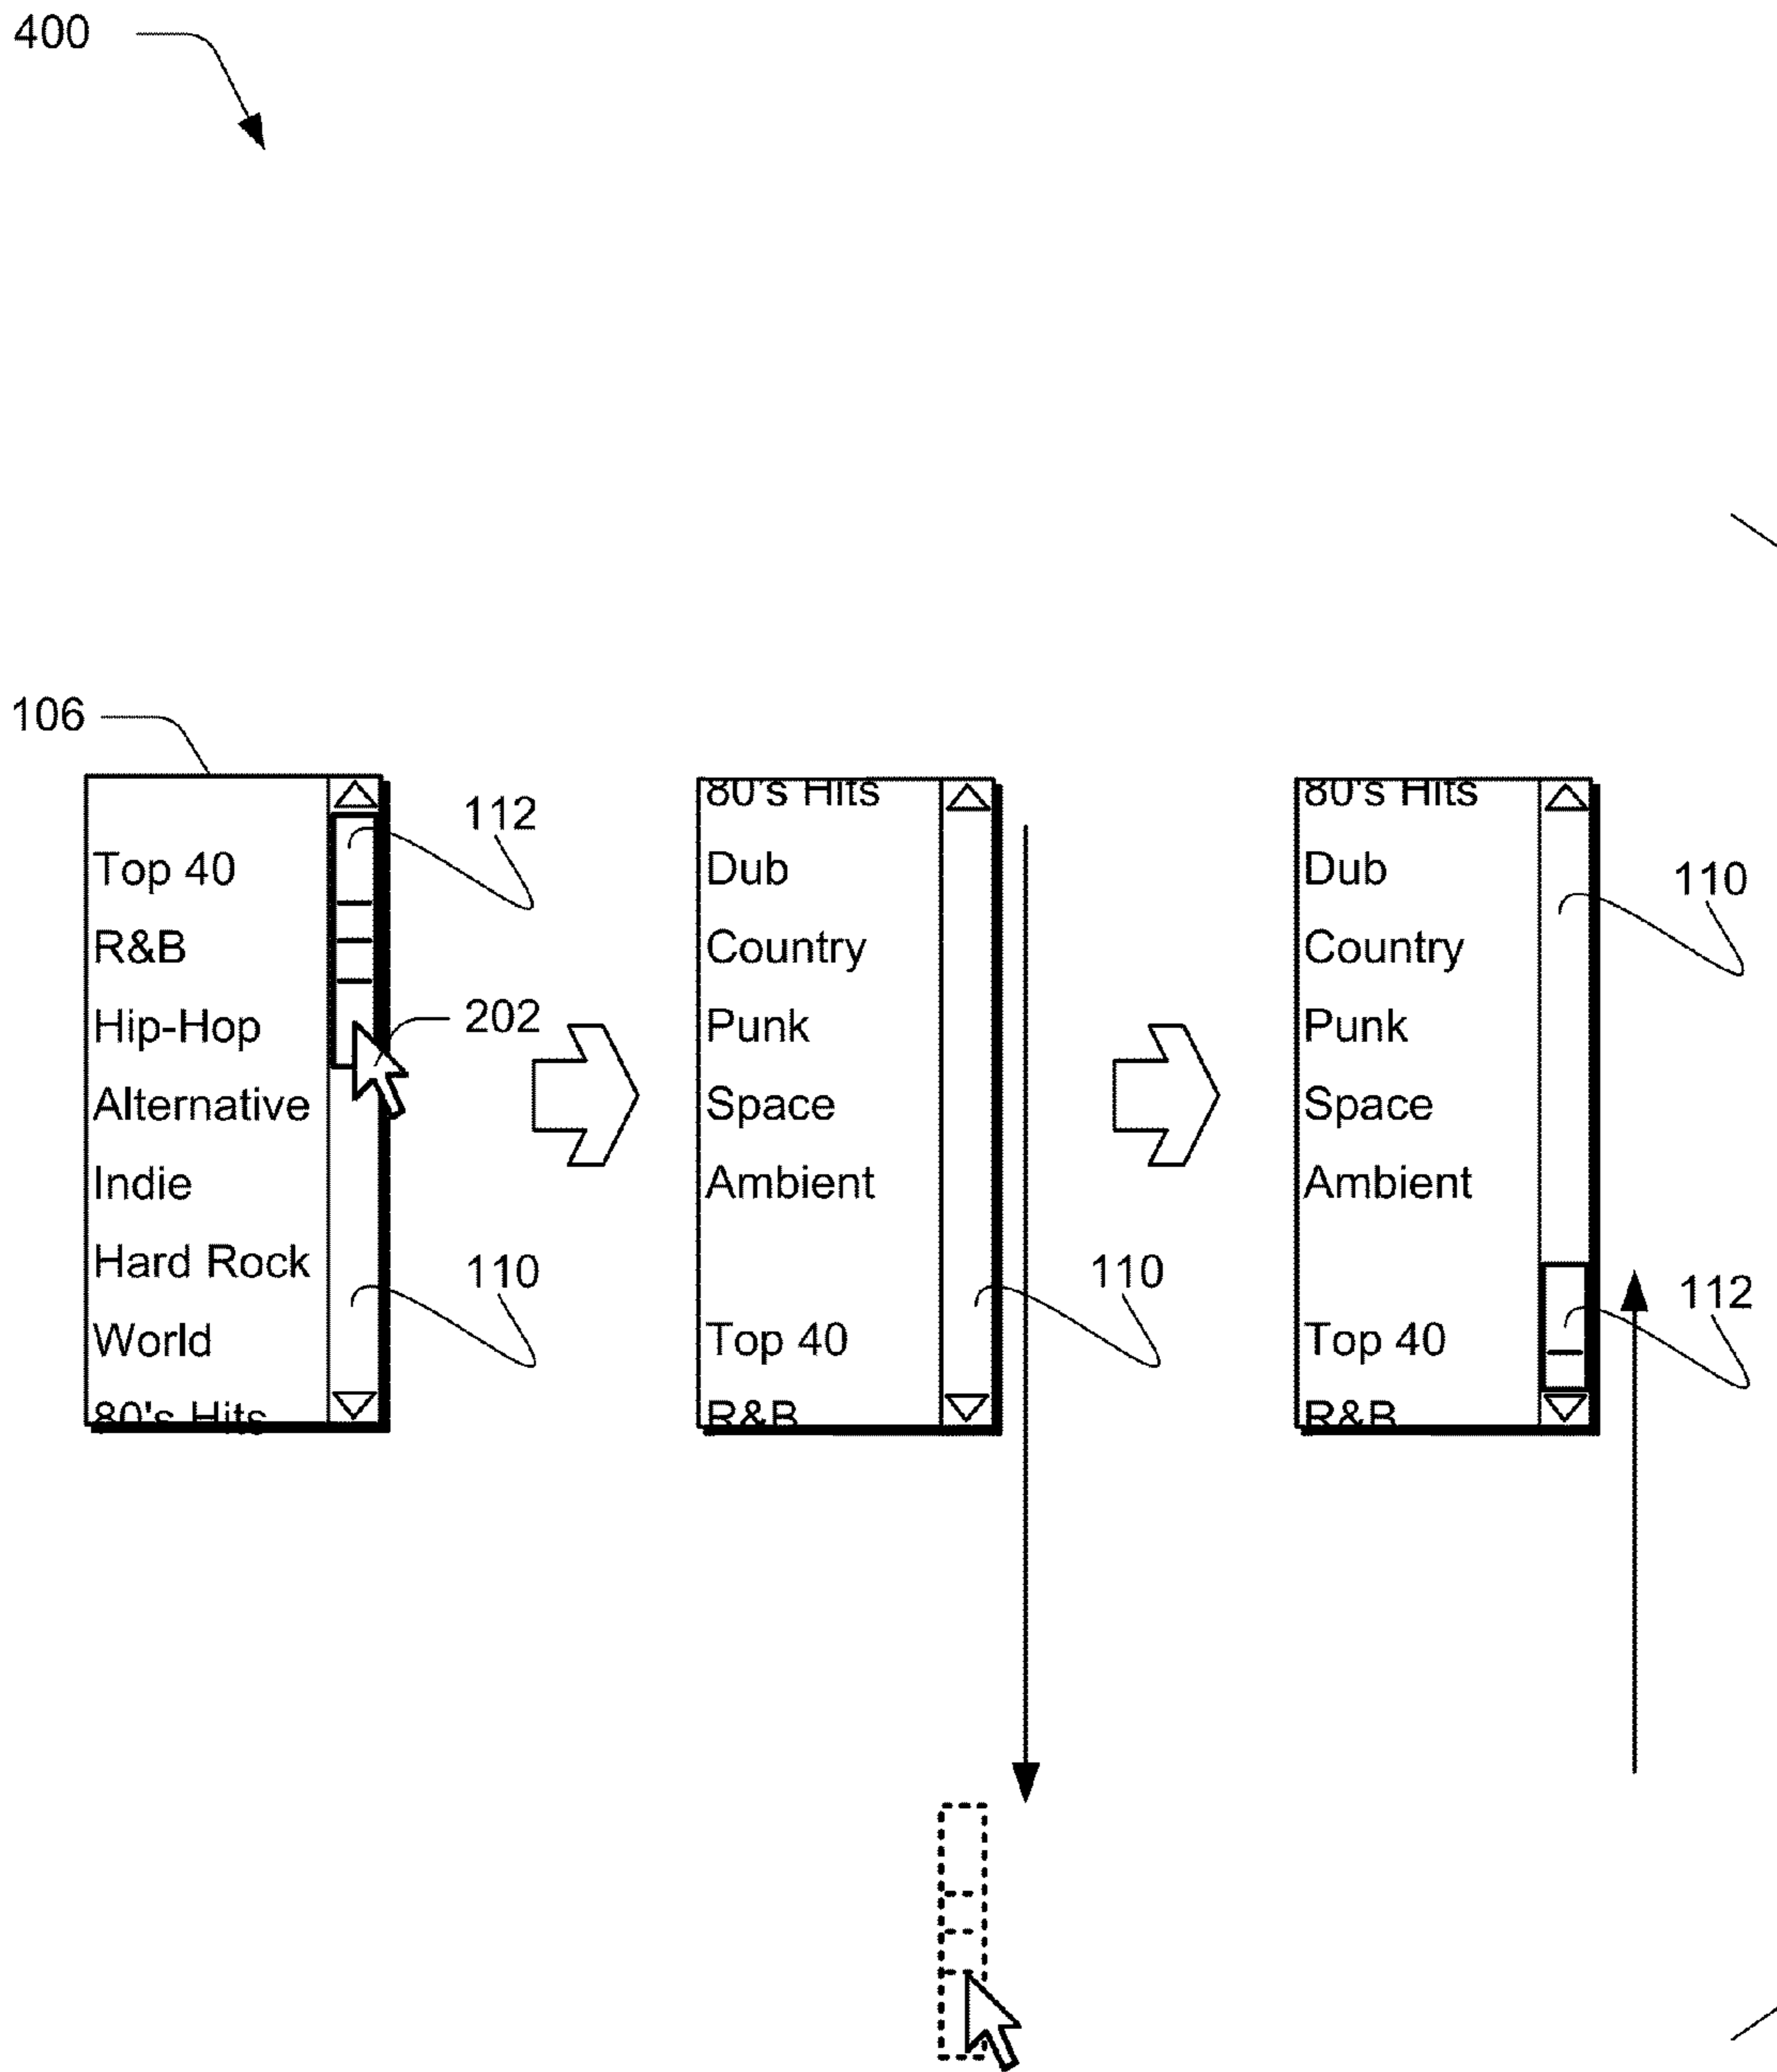 400
106
112
Top 40
R&B
Hip-Hop
202
Alternative
Indie
Hard Rock
110
World
80's Hits
80's Hits
Dub
Country
Punk
Space
Ambient
110
Top 40
R&B
80's Hits
Dub
110
Country
Punk
Space
Ambient
112
Top 40
R&B